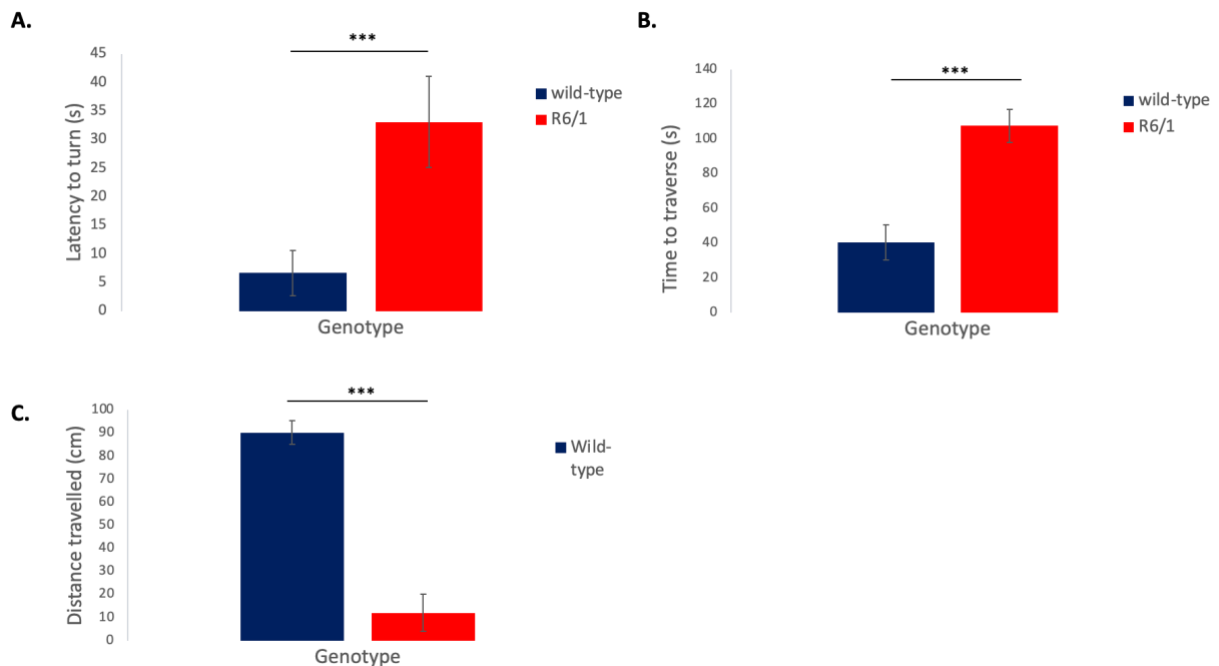 A.
***
45
40
35
30
25
20
15
10
5
0
Latency to turn (s)
Genotype
wild-type
R6/1
B.
***
140
120
100
80
60
40
20
0
Time to traverse (s)
Genotype
wild-type
R6/1
C.
***
100
90
80
70
60
50
40
30
20
10
0
Distance travelled (cm)
Genotype
Wild-
type